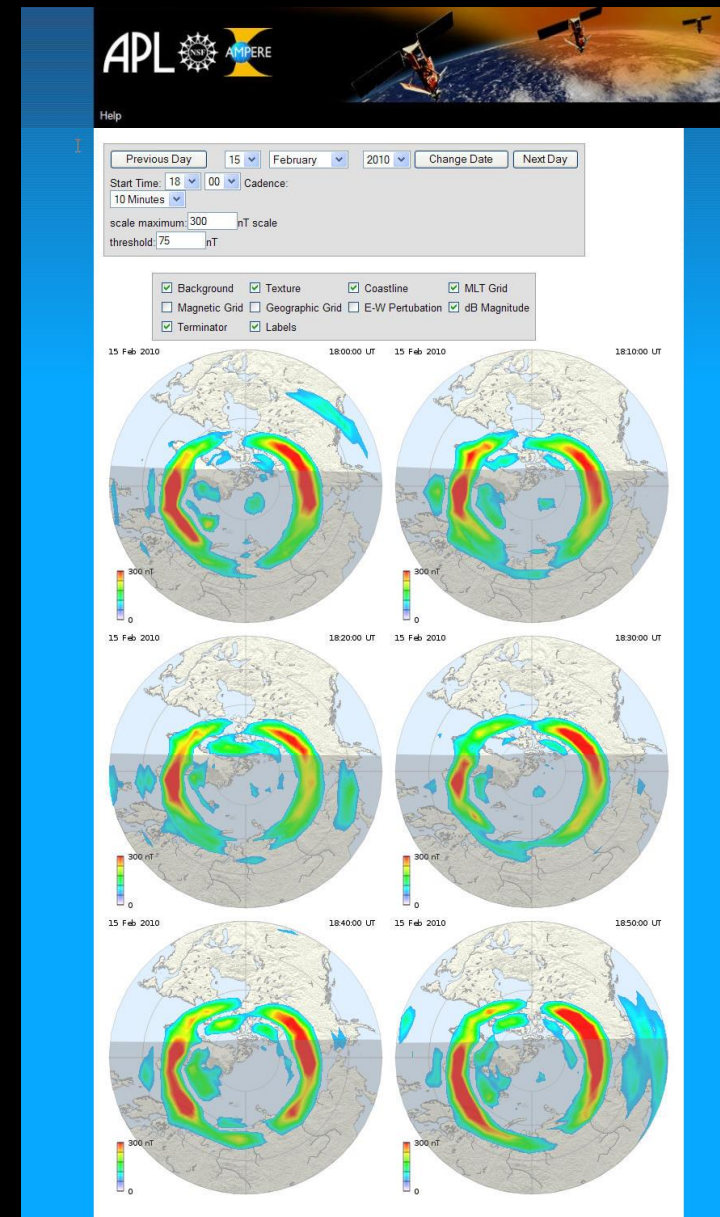 APL NSF AMPERE
Help
Previous Day 15 February 2010 Change Date Next Day
Start Time: 18 00 Cadence:
10 Minutes
scale maximum: 300 nT scale
threshold: 75 nT
Background Texture Coastline MLT Grid
Magnetic Grid Geographic Grid E-W Pertubation dB Magnitude
Terminator Labels
15 Feb 2010 18:00:00 UT 15 Feb 2010 18:10:00 UT
300 nT 300 nT
0 0
15 Feb 2010 18:20:00 UT 15 Feb 2010 18:30:00 UT
300 nT 300 nT
0 0
15 Feb 2010 18:40:00 UT 15 Feb 2010 18:50:00 UT
300 nT 300 nT
0 0